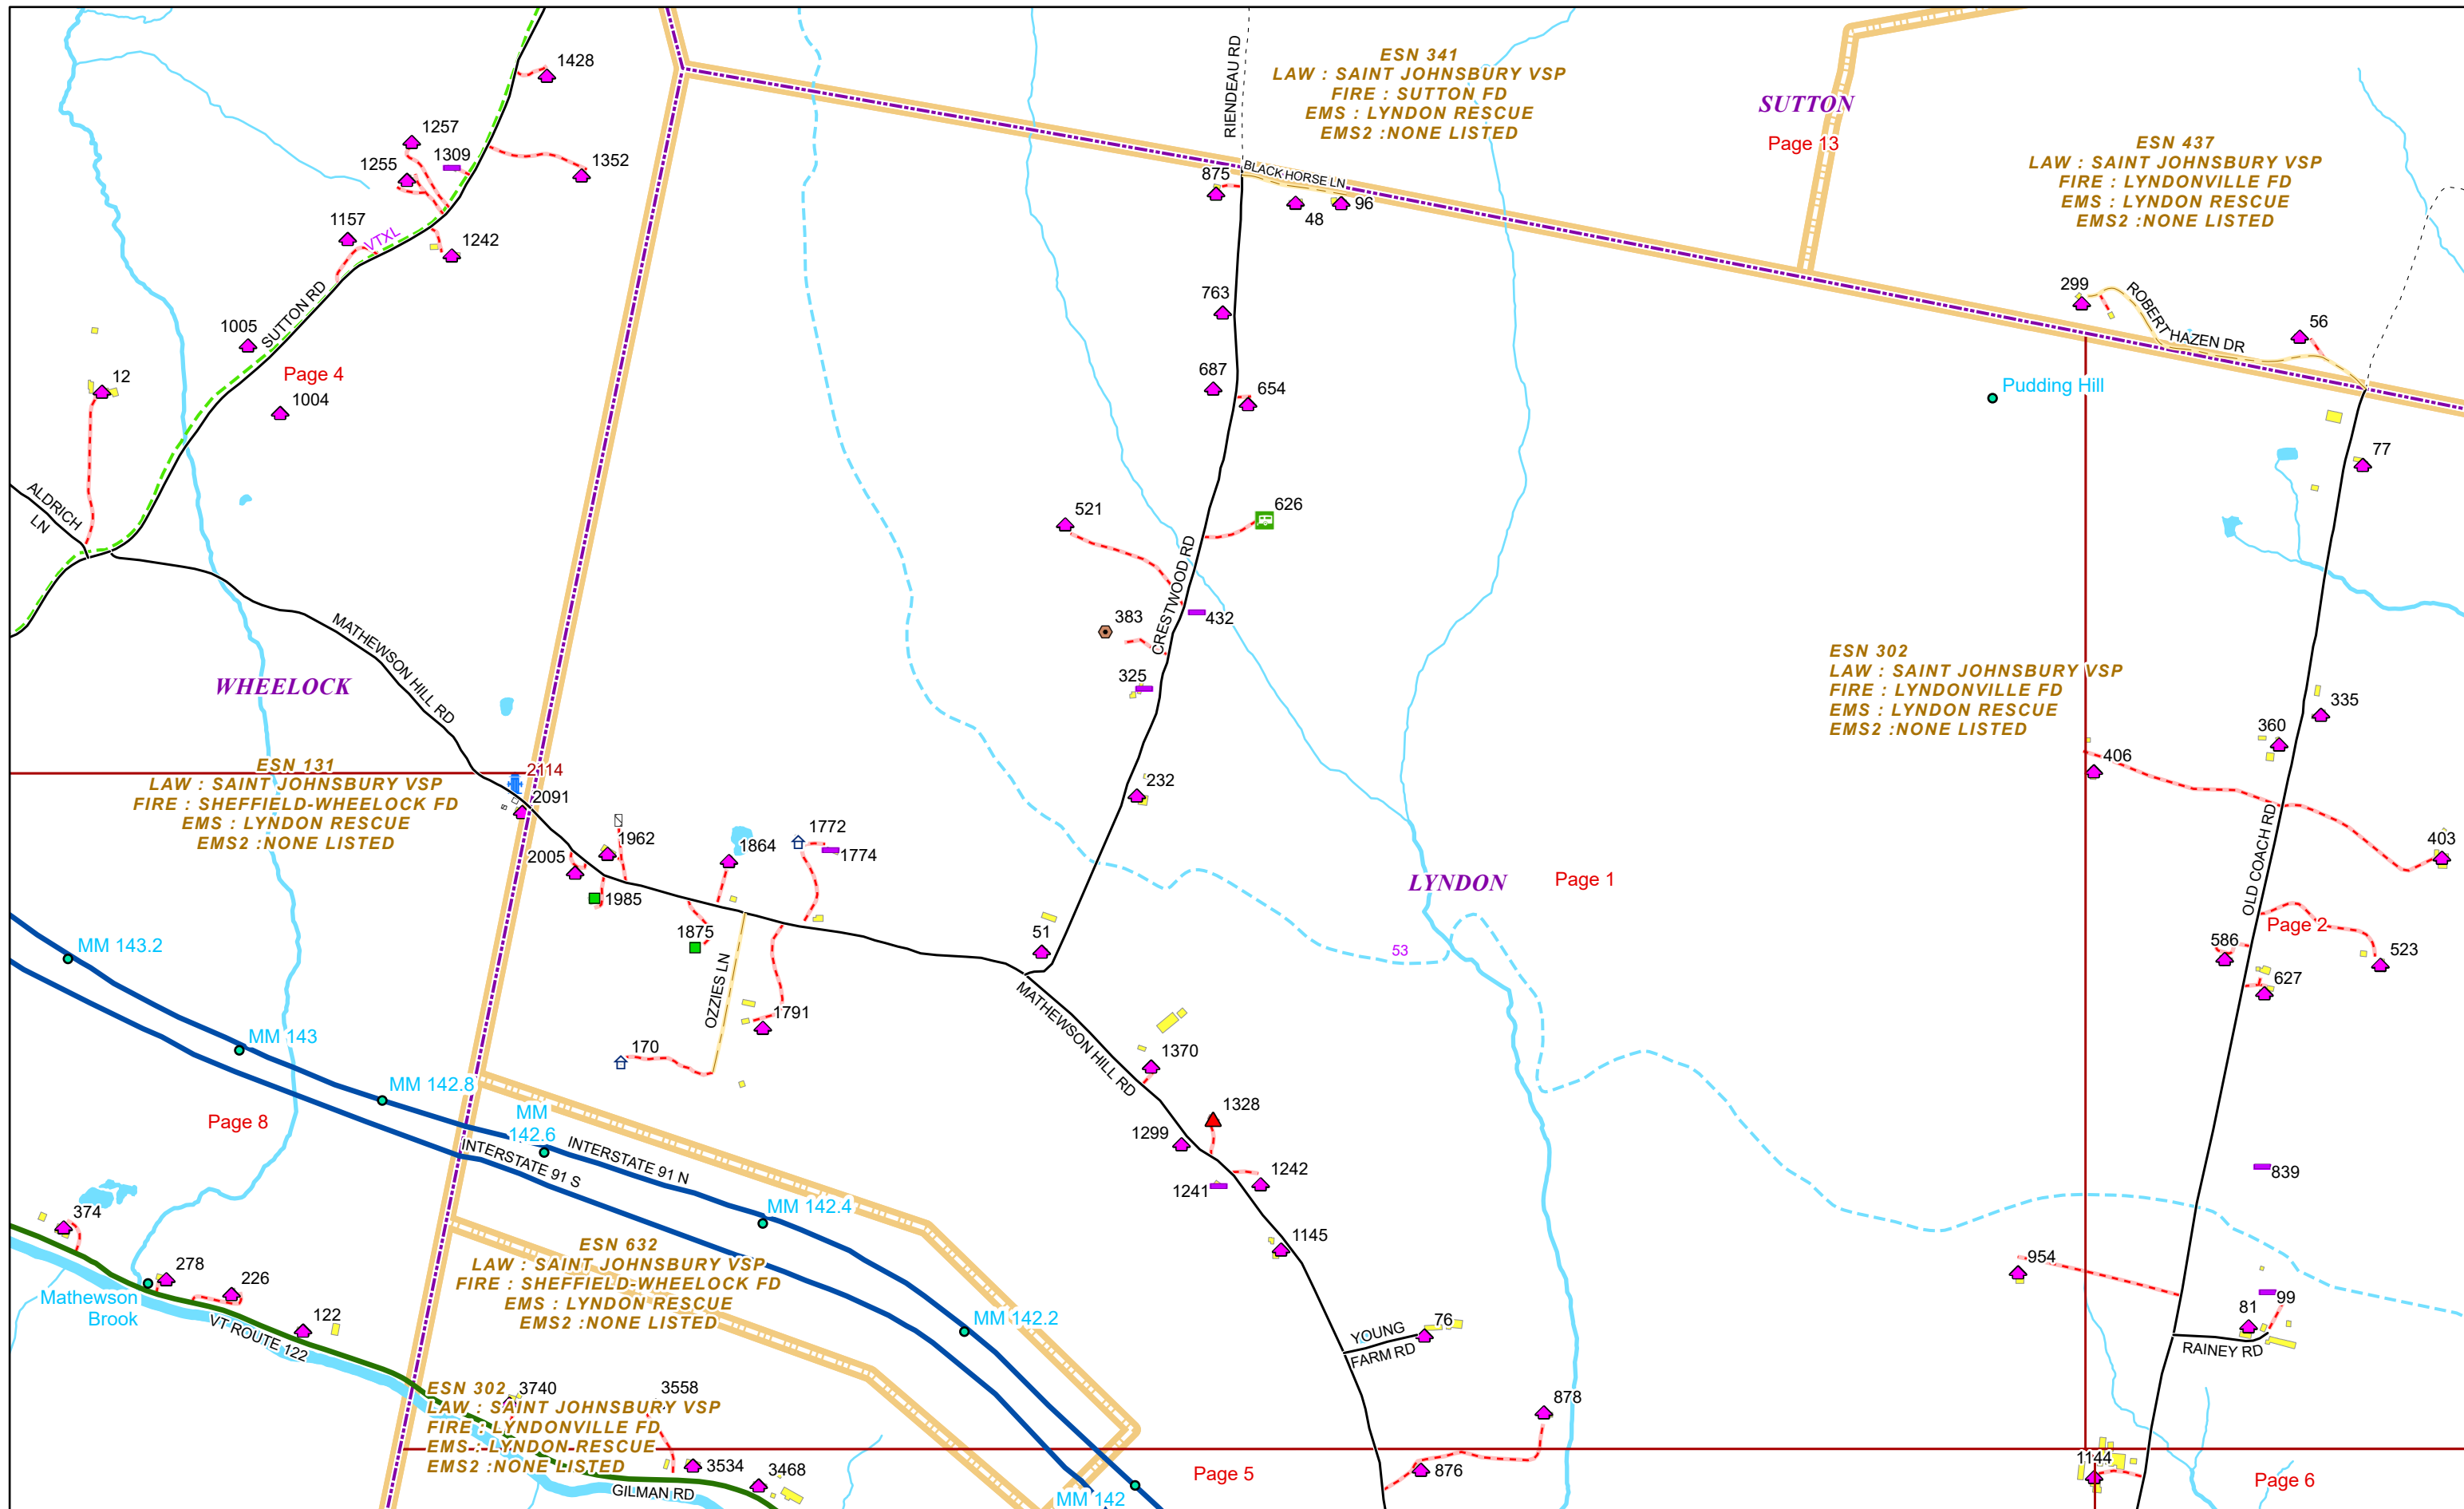 1428
1257
1309
1255
1352
1157
VTXL
1242
SUTTON RD
1005
Page 4
12
1004
ALDRICH
LN
MATHEWSON HILL RD
WHEELOCK
RIENDEAU RD
ESN 341
LAW : SAINT JOHNSBURY VSP
FIRE : SUTTON FD
EMS : LYNDON RESCUE
EMS2 :NONE LISTED
SUTTON
Page 13
ESN 437
LAW : SAINT JOHNSBURY VSP
FIRE : LYNDONVILLE FD
EMS : LYNDON RESCUE
EMS2 :NONE LISTED
BLACK HORSE LN
875
48
96
763
687
654
521
626
CRESTWOOD RD
383
432
325
232
299
ROBERT HAZEN DR
56
Pudding Hill
77
ESN 302
LAW : SAINT JOHNSBURY VSP
FIRE : LYNDONVILLE FD
EMS : LYNDON RESCUE
EMS2 :NONE LISTED
335
360
406
403
OLD COACH RD
Page 2
586
523
627
ESN 131
LAW : SAINT JOHNSBURY VSP
FIRE : SHEFFIELD-WHEELOCK FD
EMS : LYNDON RESCUE
EMS2 :NONE LISTED
2114
2091
1962
2005
1985
1864
1772
1774
1875
OZZIES LN
1791
170
51
LYNDON
Page 1
53
MATHEWSON HILL RD
1370
1328
1299
1242
1241
1145
MM 143.2
MM 143
MM 142.8
MM
142.6
INTERSTATE 91 N
INTERSTATE 91 S
MM 142.4
MM 142.2
MM 142
Page 8
374
278
226
122
Mathewson
Brook
VT ROUTE 122
ESN 632
LAW : SAINT JOHNSBURY VSP
FIRE : SHEFFIELD-WHEELOCK FD
EMS : LYNDON RESCUE
EMS2 :NONE LISTED
ESN 302
LAW : SAINT JOHNSBURY VSP
FIRE : LYNDONVILLE FD
EMS : LYNDON RESCUE
EMS2 :NONE LISTED
3740
3558
3534
3468
GILMAN RD
YOUNG
FARM RD
76
878
876
Page 5
839
954
81
99
RAINEY RD
1144
Page 6